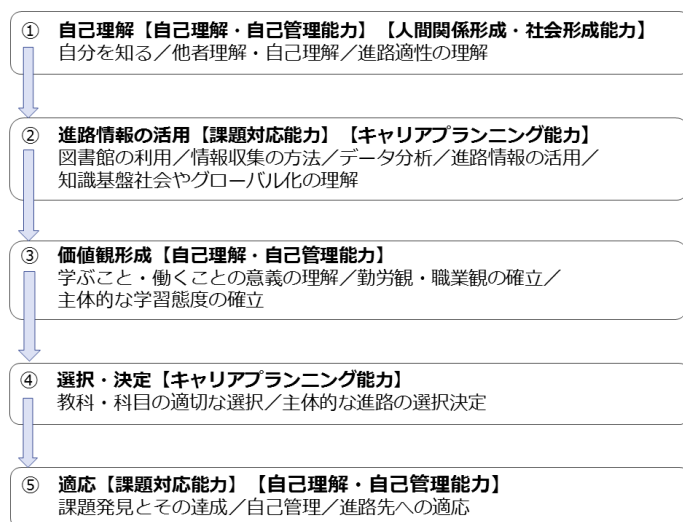 ① 自己理解【自己理解・自己管理能力】【人間関係形成・社会形成能力】
自分を知る／他者理解・自己理解／進路適性の理解
② 進路情報の活用【課題対応能力】【キャリアプランニング能力】
図書館の利用／情報収集の方法／データ分析／進路情報の活用／
知識基盤社会やグローバル化の理解
③ 価値観形成【自己理解・自己管理能力】
学ぶこと・働くことの意義の理解／勤労観・職業観の確立／
主体的な学習態度の確立
④ 選択・決定【キャリアプランニング能力】
教科・科目の適切な選択／主体的な進路の選択決定
⑤ 適応【課題対応能力】【自己理解・自己管理能力】
課題発見とその達成／自己管理／進路先への適応